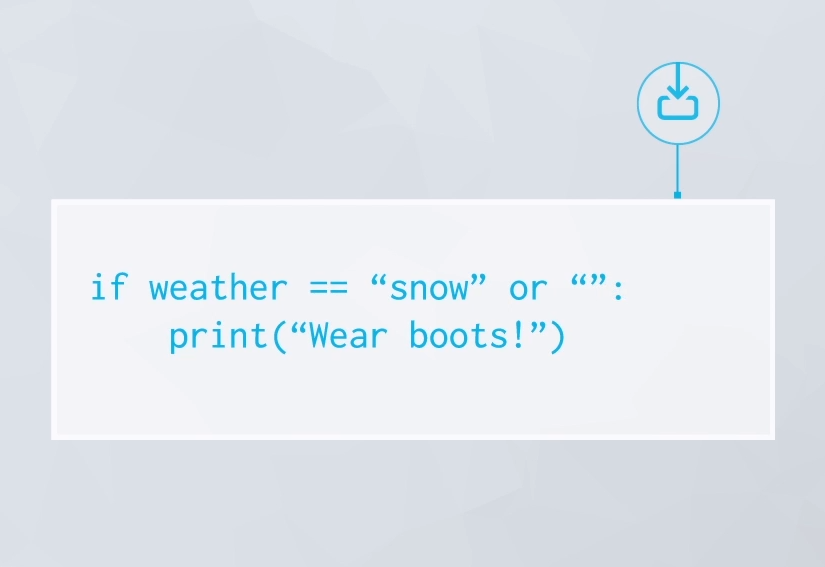 if weather == “snow” or “”:
    print(“Wear boots!”)